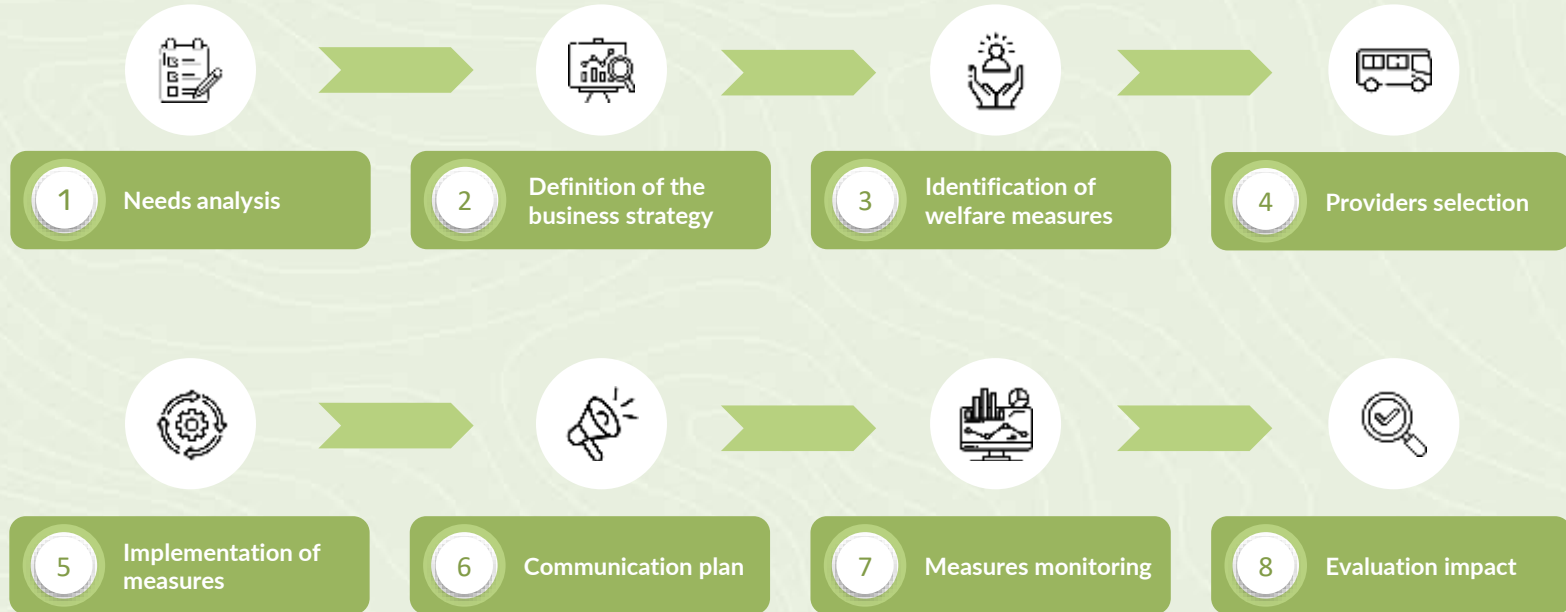 1 Needs analysis
2 Definition of the
business strategy
3 Identification of
welfare measures
4 Providers selection
5 Implementation of
measures
6 Communication plan
7 Measures monitoring
8 Evaluation impact